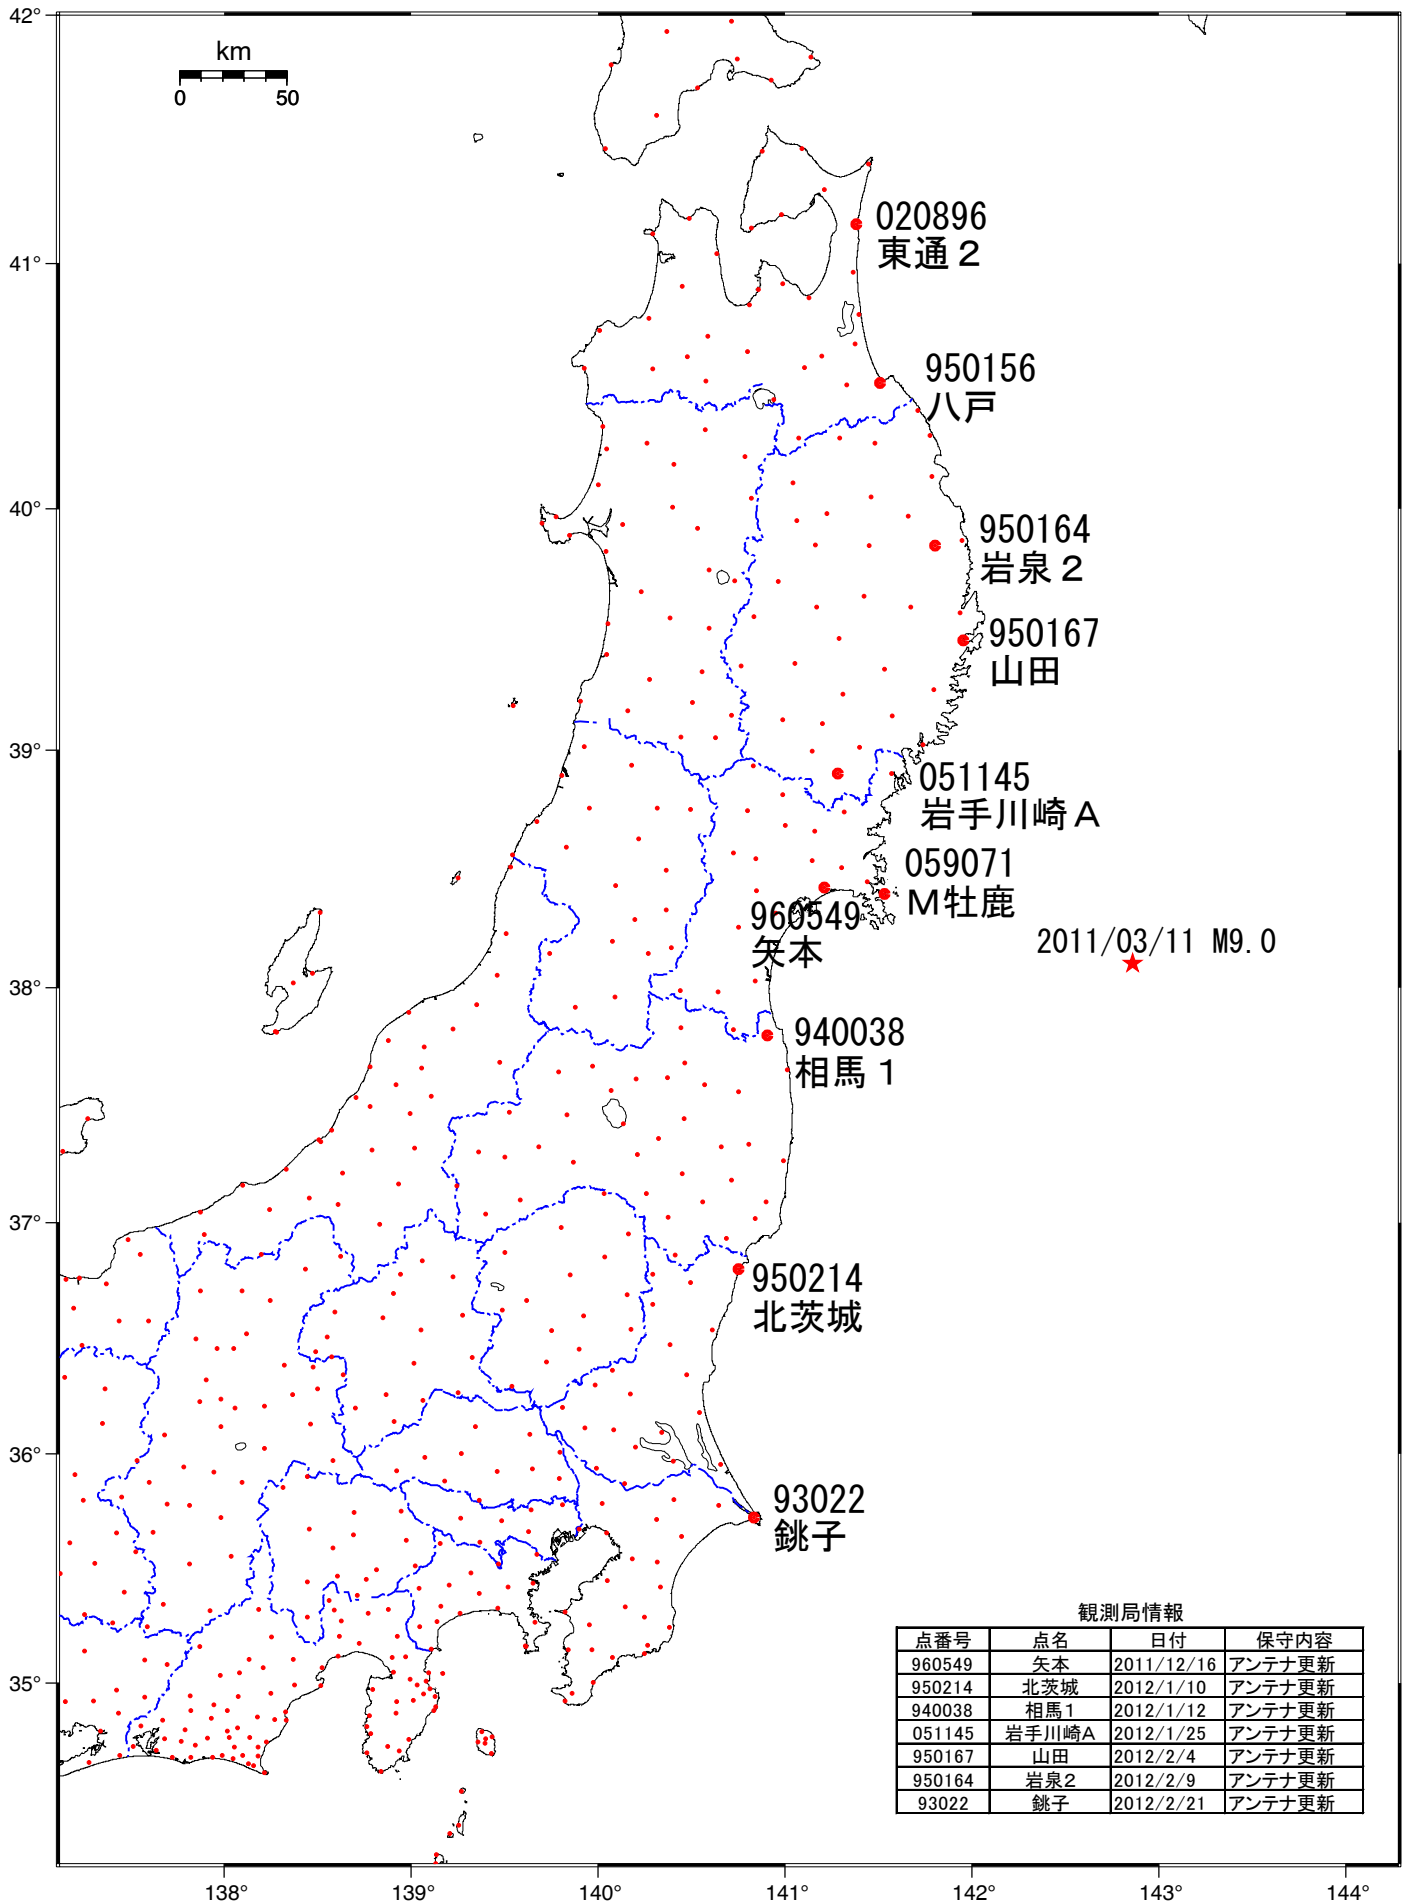 42°
km
0 50
020896
東通２
41°
950156
八戸
40°
950164
岩泉２
950167
山田
39°
051145
岩手川崎Ａ
059071
Ｍ牡鹿
960549
矢本
2011/03/11 M9.0
38°
940038
相馬１
37°
950214
北茨城
36°
93022
銚子
35°
観測局情報
点番号 点名 日付 保守内容
960549 矢本 2011/12/16 アンテナ更新
950214 北茨城 2012/1/10 アンテナ更新
940038 相馬1 2012/1/12 アンテナ更新
051145 岩手川崎A 2012/1/25 アンテナ更新
950167 山田 2012/2/4 アンテナ更新
950164 岩泉2 2012/2/9 アンテナ更新
93022 銚子 2012/2/21 アンテナ更新
138° 139° 140° 141° 142° 143° 144°